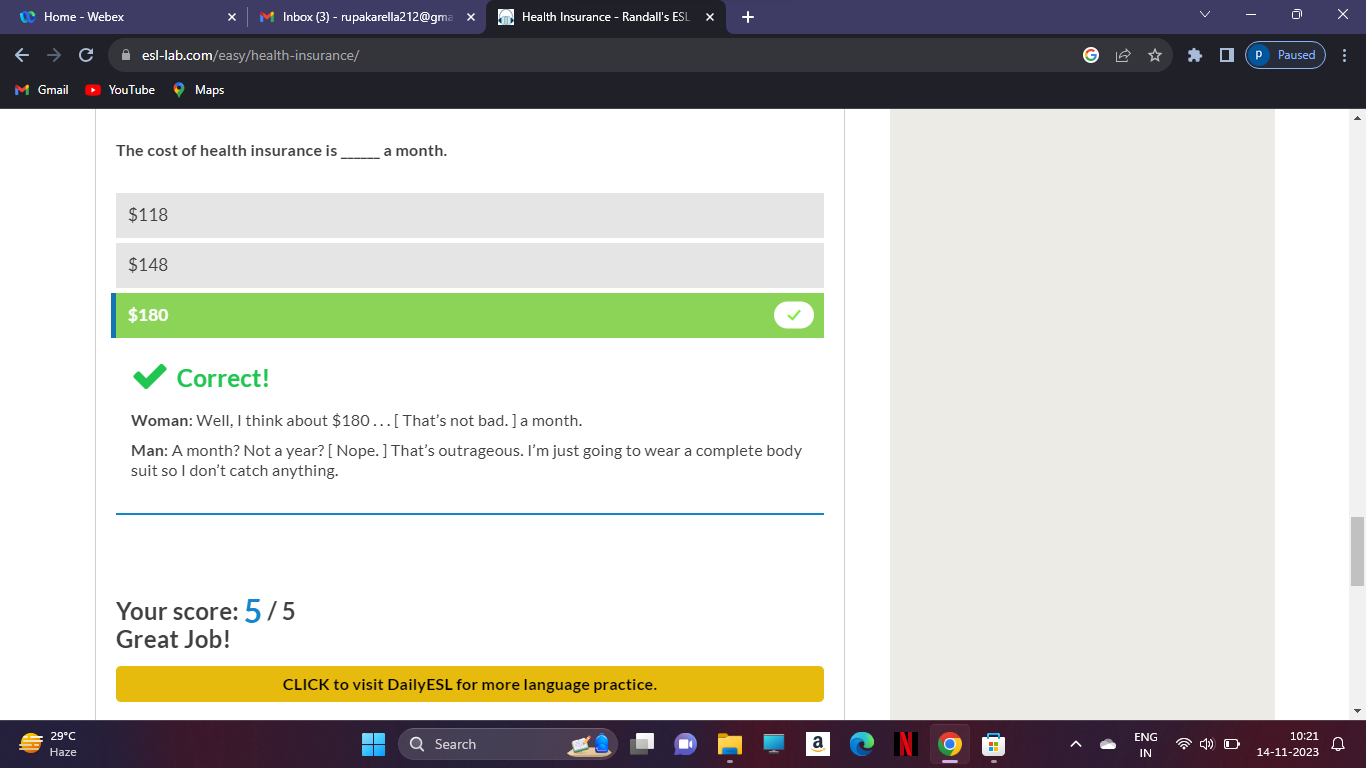 Home - Webex
Inbox (3) - rupakarella212@gma
Health Insurance - Randall's ESL
esl-lab.com/easy/health-insurance/
p Paused
Gmail YouTube Maps
The cost of health insurance is ______ a month.
$118
$148
$180
Correct!
Woman: Well, I think about $180 . . . [ That’s not bad. ] a month.
Man: A month? Not a year? [ Nope. ] That’s outrageous. I’m just going to wear a complete body
suit so I don’t catch anything.
Your score: 5 / 5
Great Job!
CLICK to visit DailyESL for more language practice.
29°C
Haze
Search
ENG
IN
10:21
14-11-2023